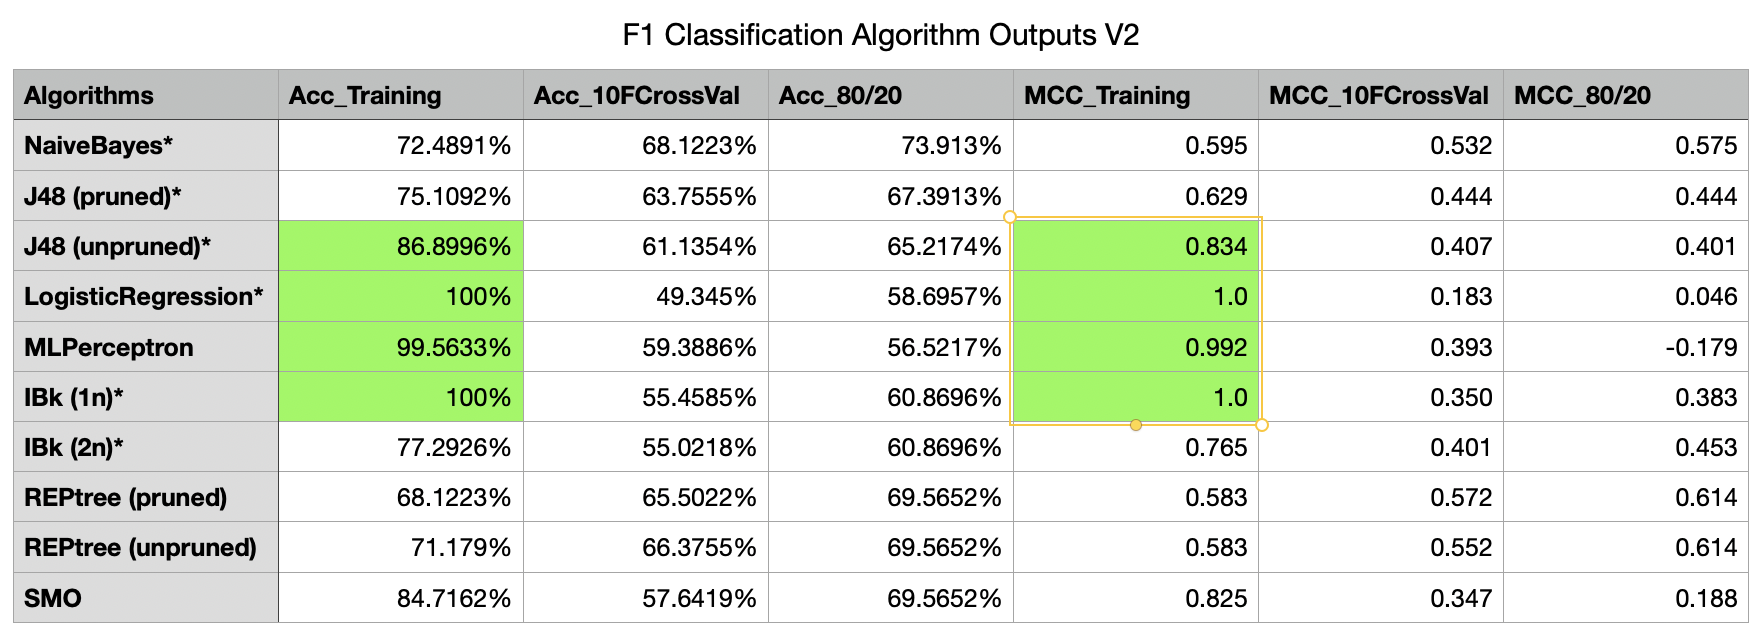 F1 Classification Algorithm Outputs V2
Algorithms Acc_Training Acc_10FCrossVal Acc_80/20 MCC_Training MCC_10FCrossVal MCC_80/20
NaiveBayes* 72.4891% 68.1223% 73.913% 0.595 0.532 0.575
J48 (pruned)* 75.1092% 63.7555% 67.3913% 0.629 0.444 0.444
J48 (unpruned)* 86.8996% 61.1354% 65.2174% 0.834 0.407 0.401
LogisticRegression* 100% 49.345% 58.6957% 1.0 0.183 0.046
MLPerceptron 99.5633% 59.3886% 56.5217% 0.992 0.393 -0.179
IBk (1n)* 100% 55.4585% 60.8696% 1.0 0.350 0.383
IBk (2n)* 77.2926% 55.0218% 60.8696% 0.765 0.401 0.453
REPtree (pruned) 68.1223% 65.5022% 69.5652% 0.583 0.572 0.614
REPtree (unpruned) 71.179% 66.3755% 69.5652% 0.583 0.552 0.614
SMO 84.7162% 57.6419% 69.5652% 0.825 0.347 0.188